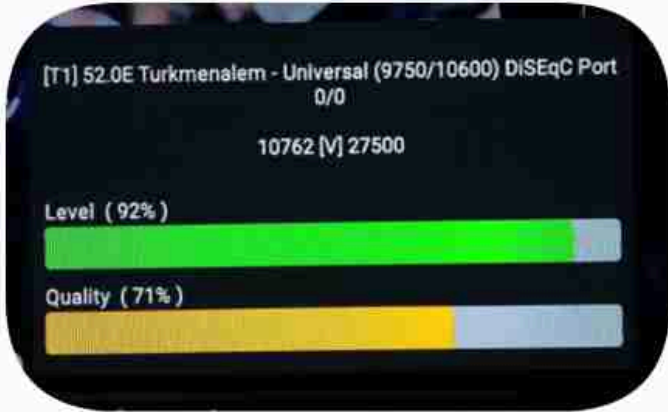 [T1] 52.0E Turkmenalem - Universal (9750/10600) DiSEqC Port
0/0
10762 [V] 27500
Level ( 92% )
Quality ( 71% )